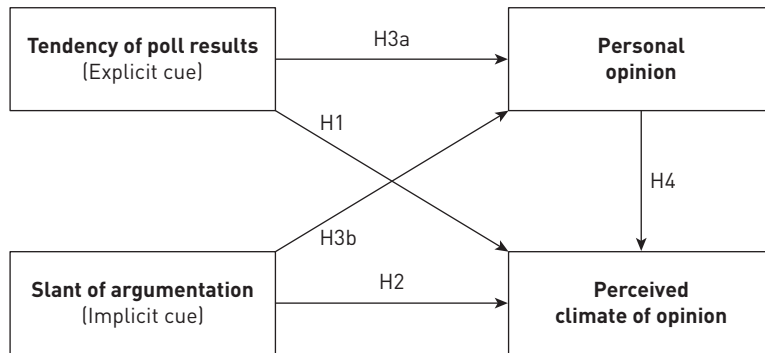 Tendency of poll results
(Explicit cue)
H3a
Personal
opinion
H1
H4
H3b
Slant of argumentation
(Implicit cue)
H2
Perceived
climate of opinion